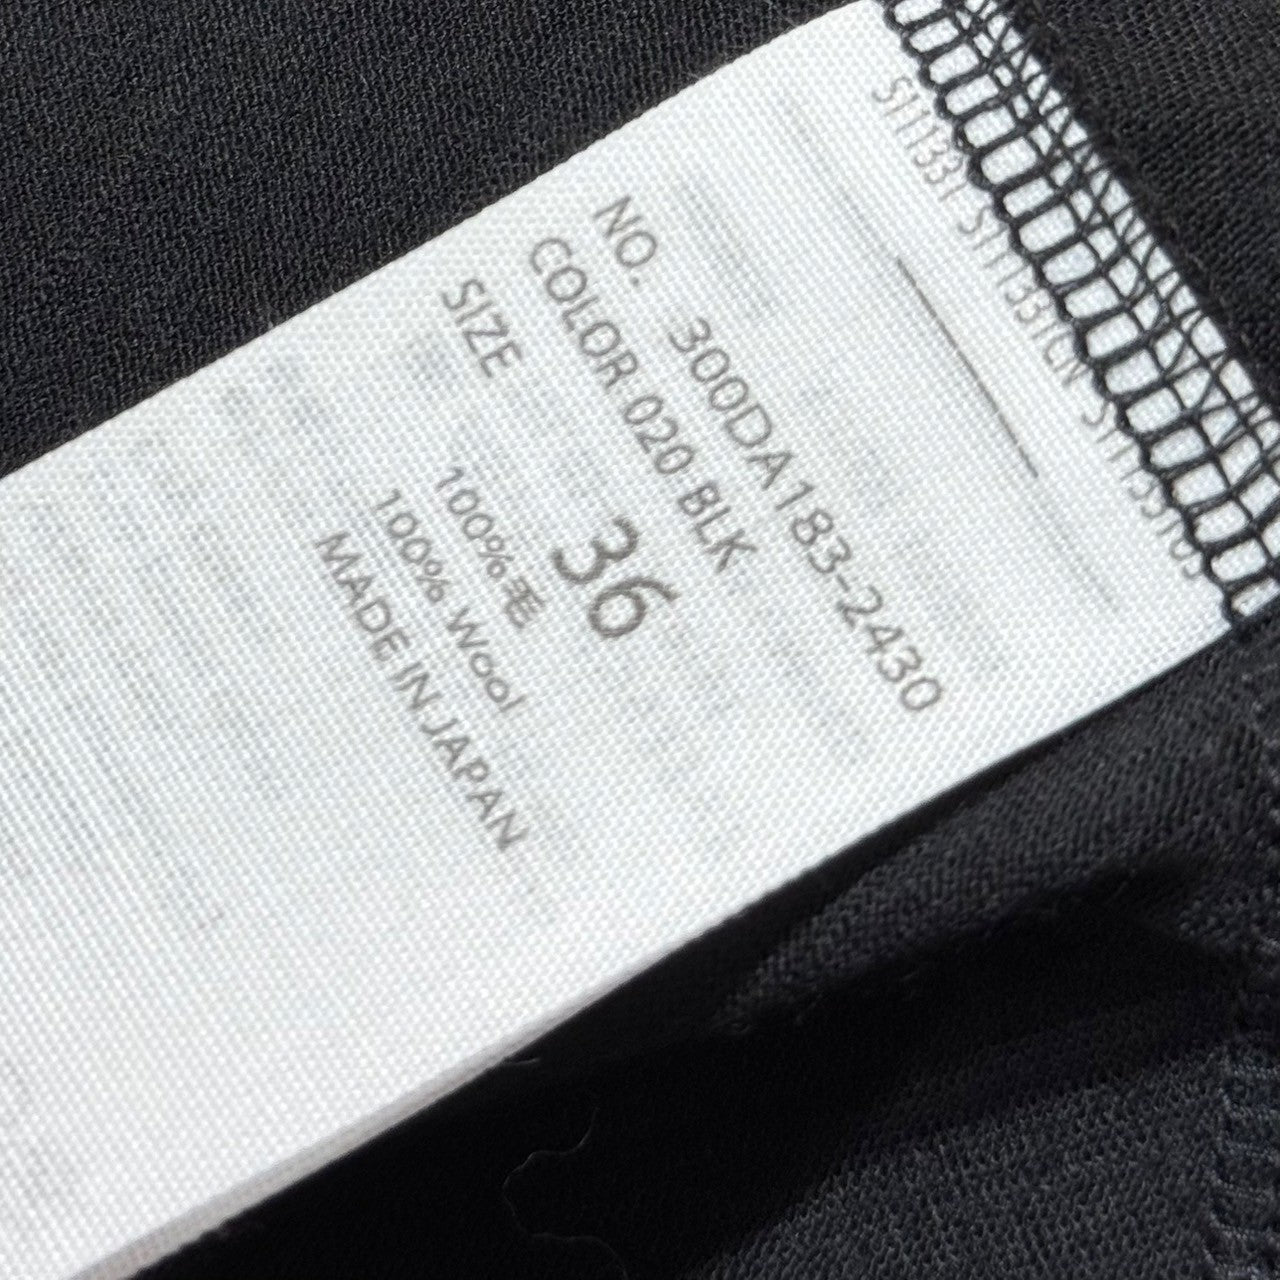 NO. 300DA183-2430
COLOR 020 BLK
SIZE 36
100%毛
100% Wool
MADE IN JAPAN